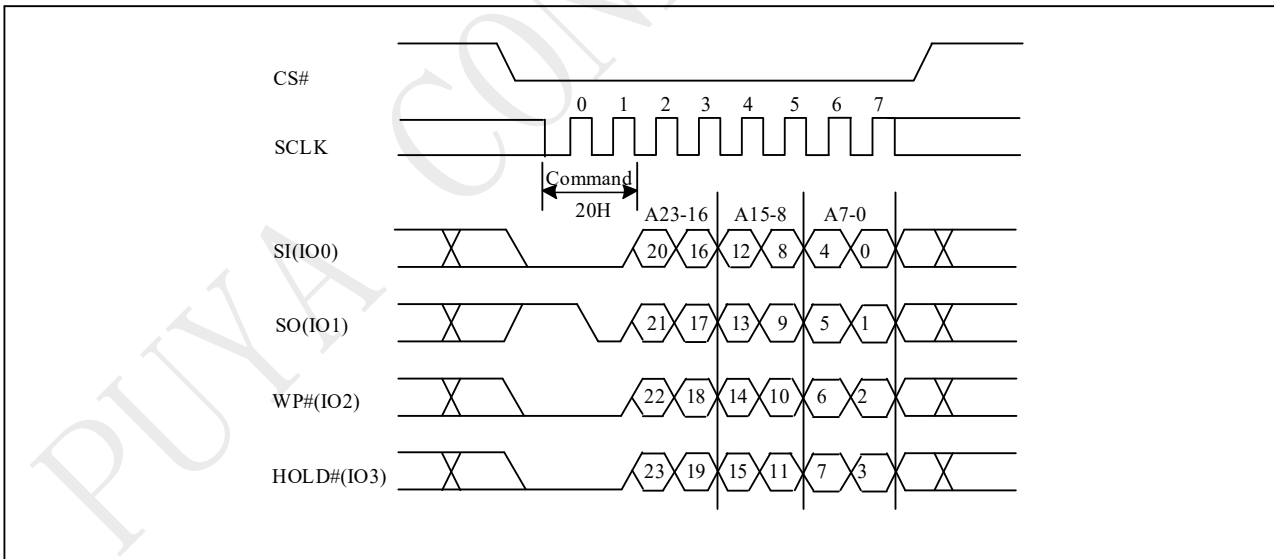 PUYA CON
CS#
0 1 2 3 4 5 6 7
SCLK
Command
20H
A23-16 A15-8 A7-0
SI(IO0) 20 16 12 8 4 0
SO(IO1) 21 17 13 9 5 1
WP#(IO2) 22 18 14 10 6 2
HOLD#(IO3) 23 19 15 11 7 3